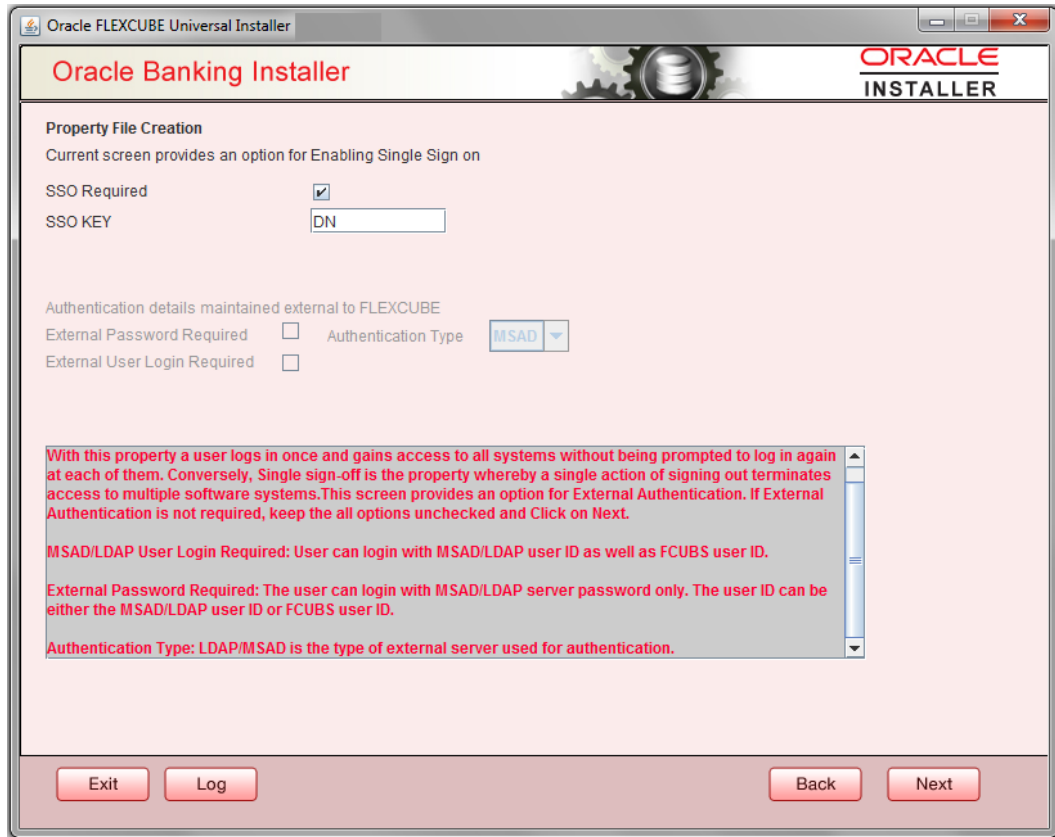 Oracle FLEXCUBE Universal Installer
Oracle Banking Installer
ORACLE
INSTALLER
Property File Creation
Current screen provides an option for Enabling Single Sign on
SSO Required
SSO KEY
DN
Authentication details maintained external to FLEXCUBE
External Password Required
Authentication Type
MSAD
External User Login Required
With this property a user logs in once and gains access to all systems without being prompted to log in again
at each of them. Conversely, Single sign-off is the property whereby a single action of signing out terminates
access to multiple software systems.This screen provides an option for External Authentication. If External
Authentication is not required, keep the all options unchecked and Click on Next.
MSAD/LDAP User Login Required: User can login with MSAD/LDAP user ID as well as FCUBS user ID.
External Password Required: The user can login with MSAD/LDAP server password only. The user ID can be
either the MSAD/LDAP user ID or FCUBS user ID.
Authentication Type: LDAP/MSAD is the type of external server used for authentication.
Exit
Log
Back
Next